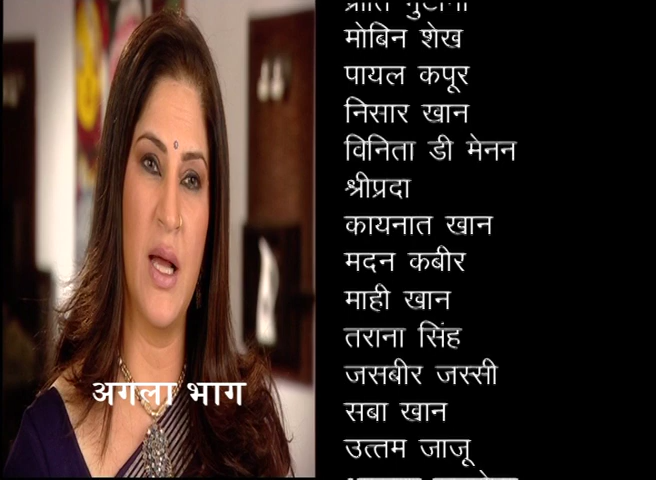 मोबिन शेख
पायल कपूर
निसार खान
विनिता डी मेनन
श्रीप्रदा
कायनात खान
मदन कबीर
माही खान
तराना सिंह
जसबीर जस्सी
सबा खान
उत्तम जाजू
अगला भाग